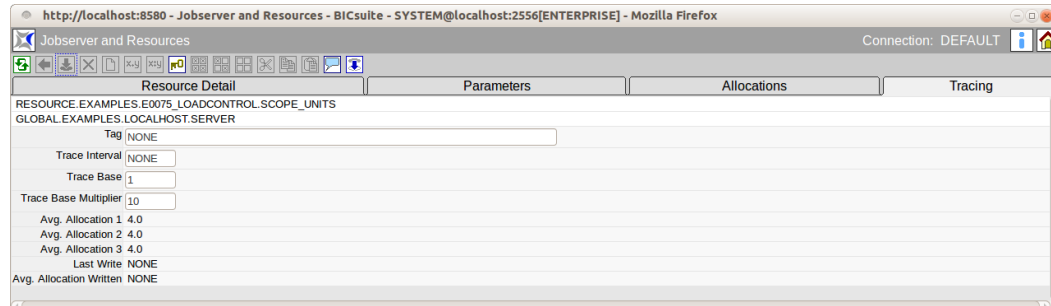 http://localhost:8580 - Jobserver and Resources - BICsuite - SYSTEM@localhost:2556[ENTERPRISE] - Mozilla Firefox
Jobserver and Resources Connection: DEFAULT
x,y x|y
Resource Detail Parameters Allocations Tracing
RESOURCE.EXAMPLES.E0075_LOADCONTROL.SCOPE_UNITS
GLOBAL.EXAMPLES.LOCALHOST.SERVER
Tag NONE
Trace Interval NONE
Trace Base 1
Trace Base Multiplier 10
Avg. Allocation 1 4.0
Avg. Allocation 2 4.0
Avg. Allocation 3 4.0
Last Write NONE
Avg. Allocation Written NONE